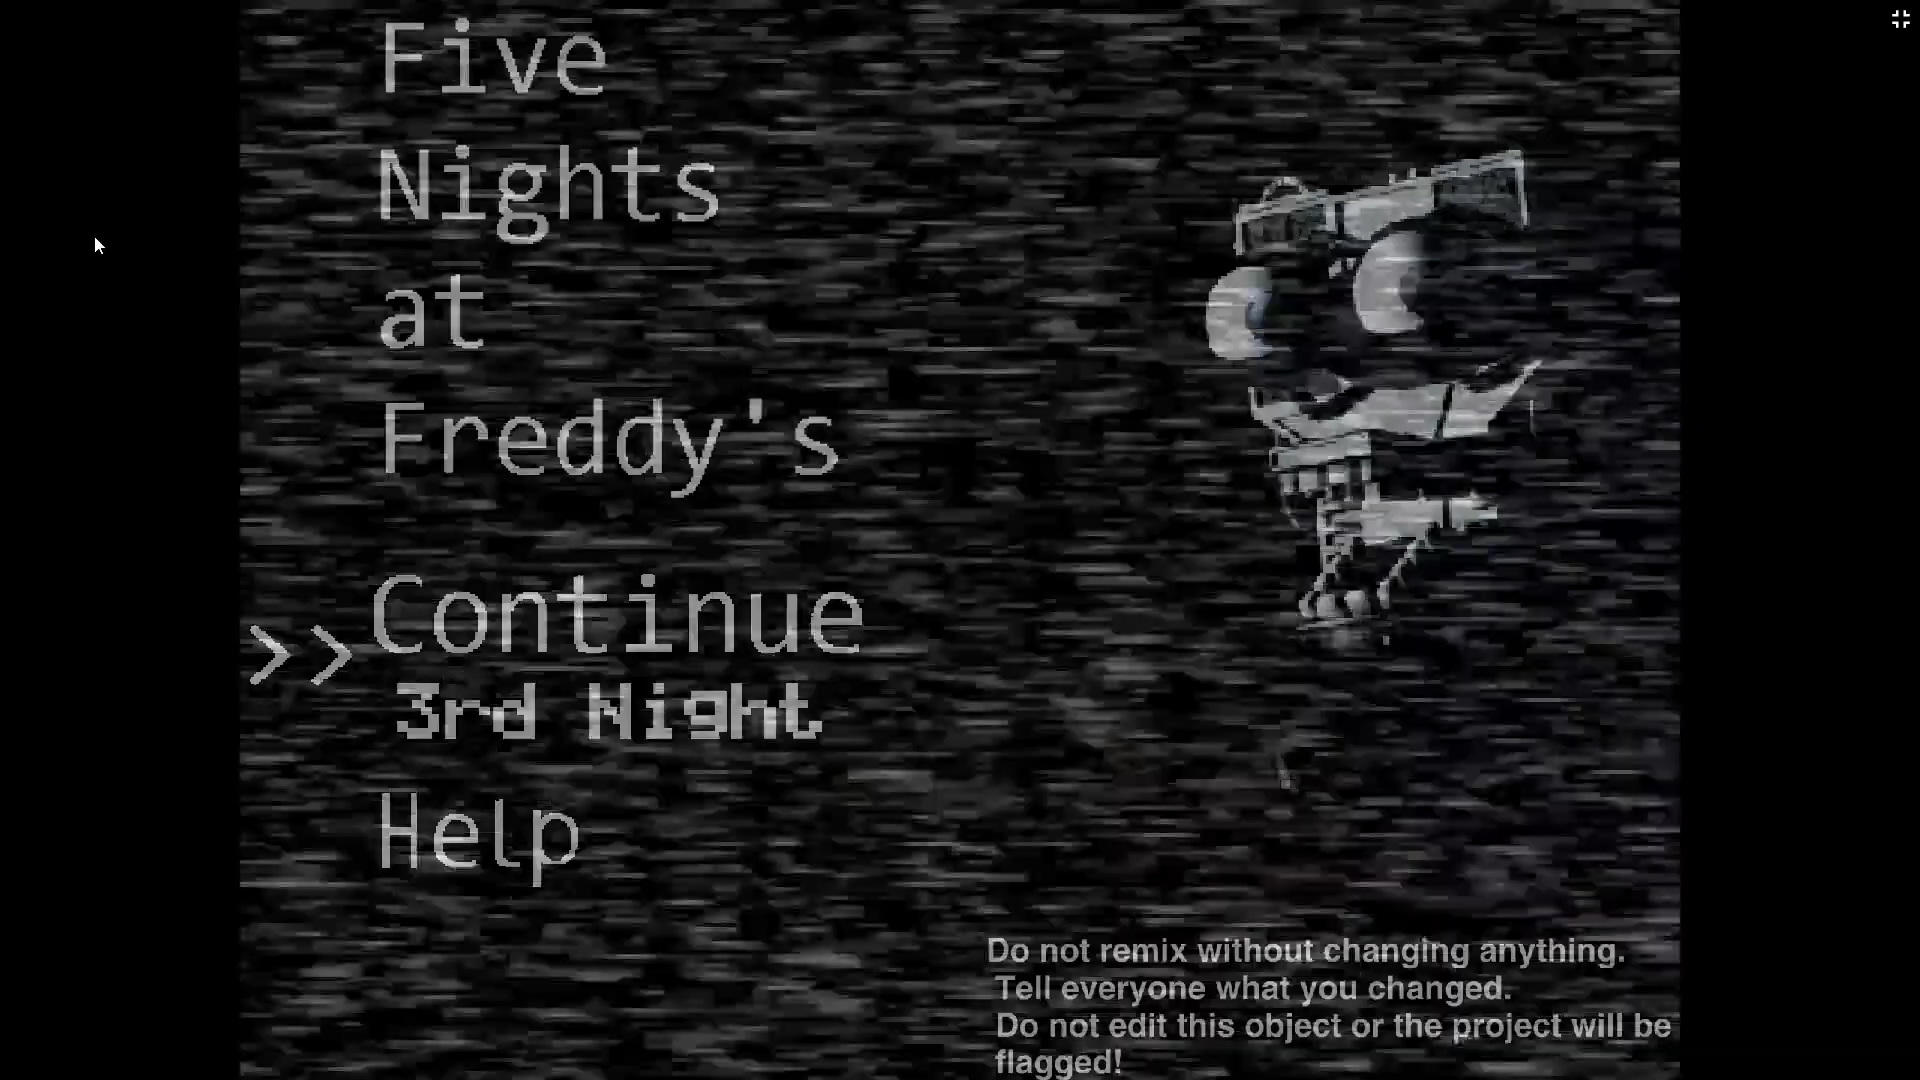 Five
Nights
at
Freddy's
>> Continue
3rd Night
Help
Do not remix without changing anything.
Tell everyone what you changed.
Do not edit this object or the project will be
flagged!